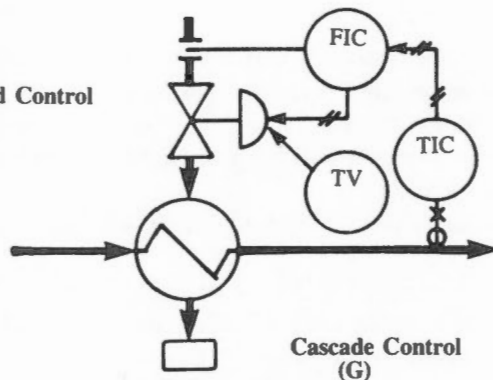 FIC
d Control
TIC
TV
Cascade Control
(G)